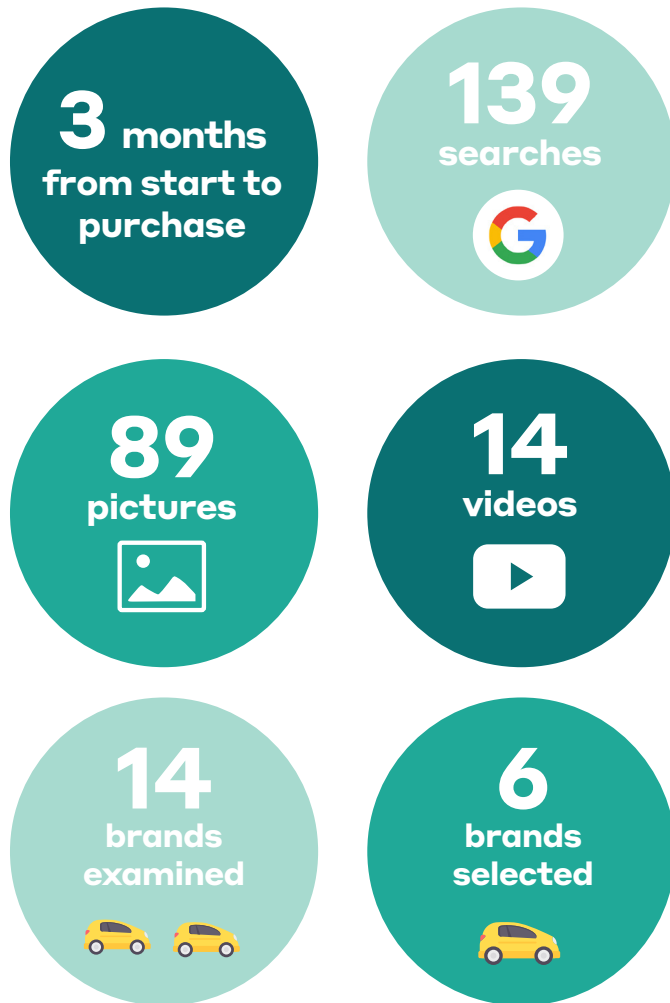 3 months
from start to
purchase
139
searches
89
pictures
14
videos
14
brands
examined
6
brands
selected